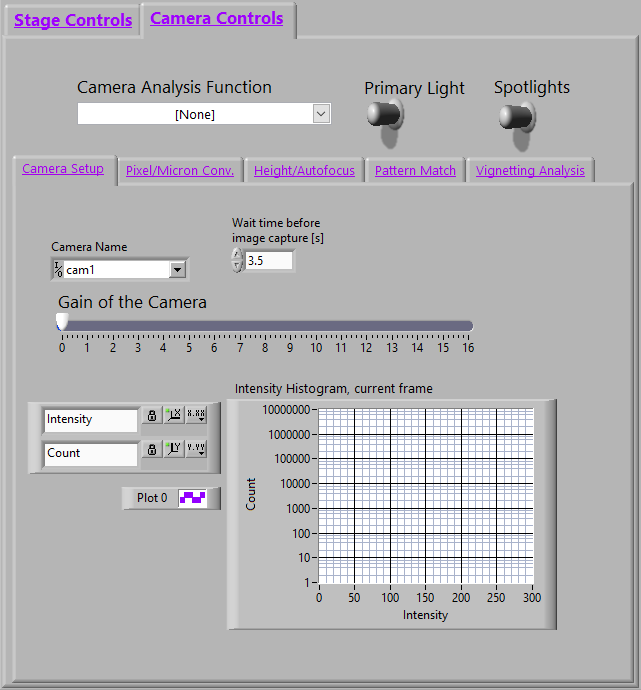 Stage Controls
Camera Controls
Camera Analysis Function
Primary Light
Spotlights
[None]
Camera Setup
Pixel/Micron Conv.
Height/Autofocus
Pattern Match
Vignetting Analysis
Wait time before
image capture [s]
Camera Name
I/O cam1
3.5
Gain of the Camera
0 1 2 3 4 5 6 7 8 9 10 11 12 13 14 15 16
Intensity Histogram, current frame
Intensity
X
X.XX
Count
Y
Y.YY
Plot 0
Count
10000000
1000000
100000
10000
1000
100
10
1
0 50 100 150 200 250 300
Intensity